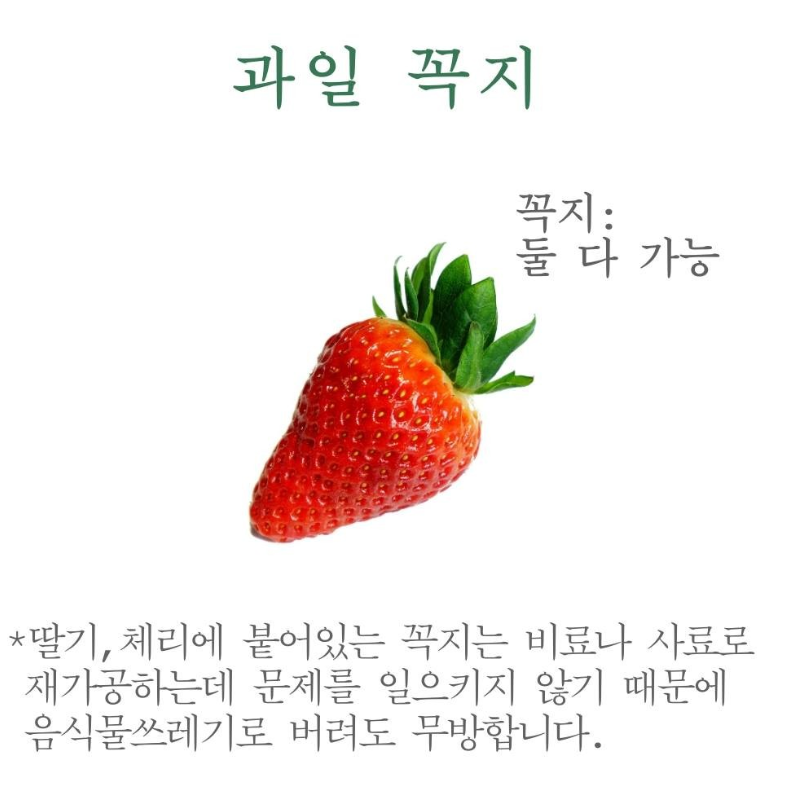 과일 꼭지
꼭지:
둘 다 가능
*딸기,체리에 붙어있는 꼭지는 비료나 사료로
재가공하는데 문제를 일으키지 않기 때문에
음식물쓰레기로 버려도 무방합니다.